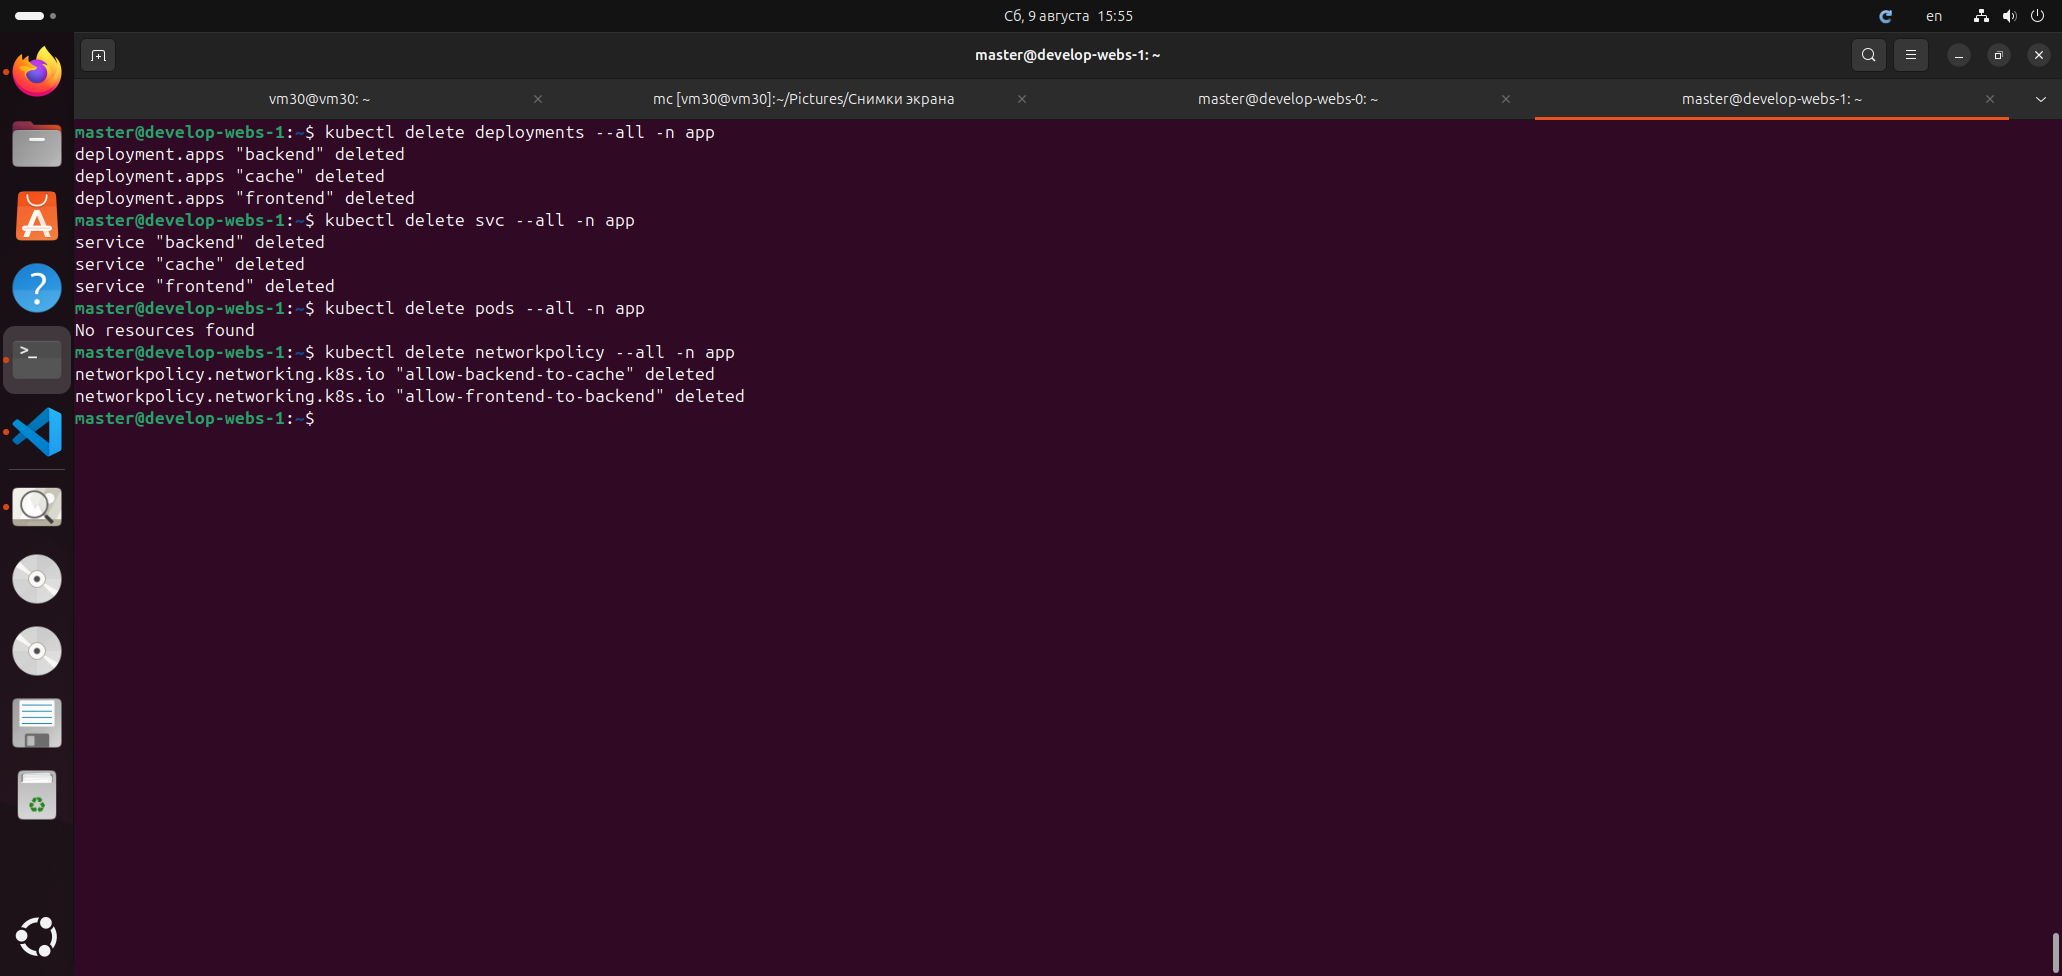 Сб, 9 августа 15:55
en
master@develop-webs-1: ~
vm30@vm30: ~
mc [vm30@vm30]:~/Pictures/Снимки экрана
master@develop-webs-0: ~
master@develop-webs-1: ~
master@develop-webs-1:~$ kubectl delete deployments --all -n app
deployment.apps "backend" deleted
deployment.apps "cache" deleted
deployment.apps "frontend" deleted
master@develop-webs-1:~$ kubectl delete svc --all -n app
service "backend" deleted
service "cache" deleted
service "frontend" deleted
master@develop-webs-1:~$ kubectl delete pods --all -n app
No resources found
master@develop-webs-1:~$ kubectl delete networkpolicy --all -n app
networkpolicy.networking.k8s.io "allow-backend-to-cache" deleted
networkpolicy.networking.k8s.io "allow-frontend-to-backend" deleted
master@develop-webs-1:~$